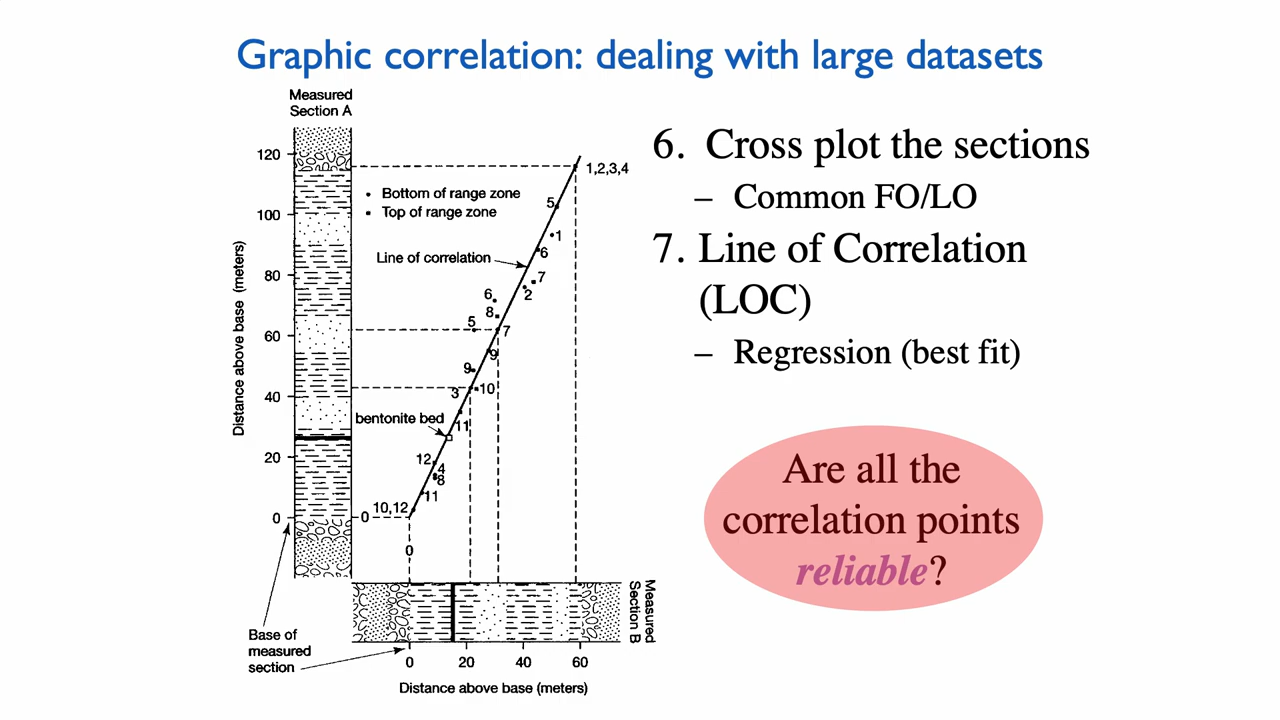 Graphic correlation: dealing with large datasets
Measured
Section A
120
100
80
60
40
20
0
Distance above base (meters)
• Bottom of range zone
▪ Top of range zone
Line of correlation
bentonite bed
1,2,3,4
5
1
6
7
2
6
8
5
7
9
9
3
10
11
12
4
8
11
10,12
0
0
Measured
Section B
Base of
measured
section
0
20
40
60
Distance above base (meters)
6. Cross plot the sections
– Common FO/LO
7. Line of Correlation
(LOC)
– Regression (best fit)
Are all the
correlation points
reliable?